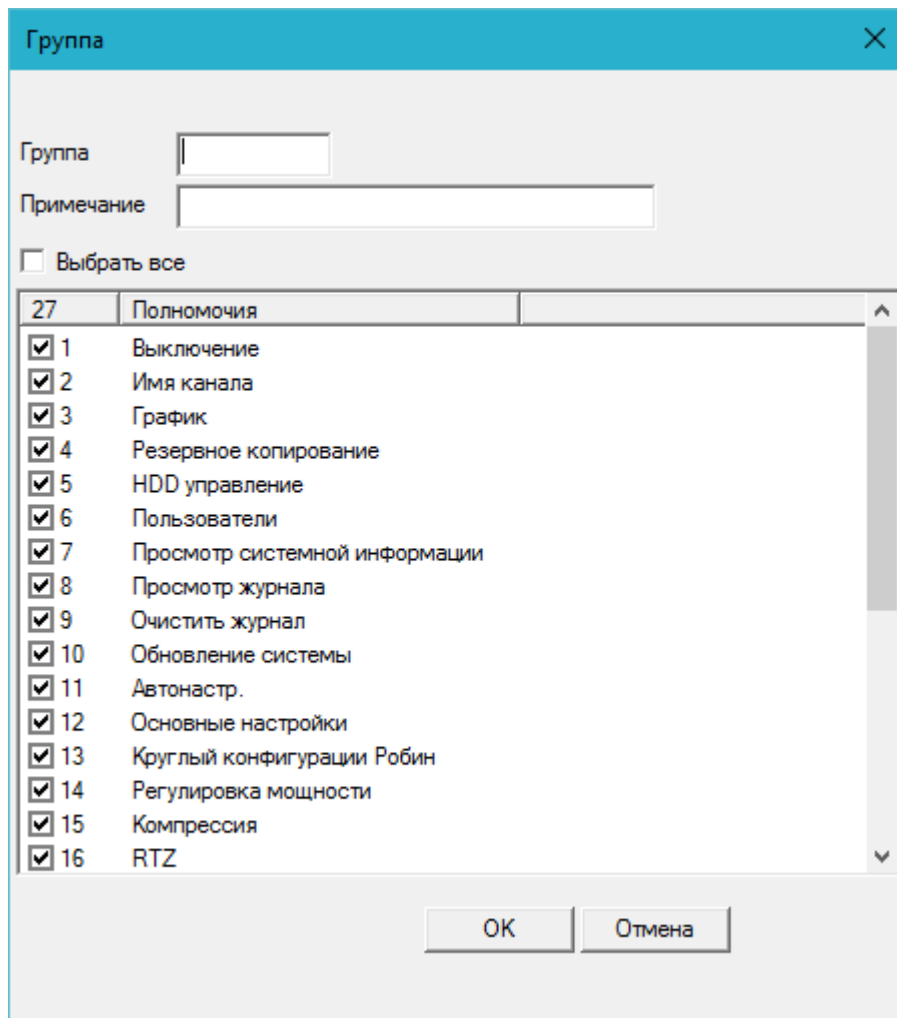 Группа
Группа
Примечание
Выбрать все
27 Полномочия
1 Выключение
2 Имя канала
3 График
4 Резервное копирование
5 HDD управление
6 Пользователи
7 Просмотр системной информации
8 Просмотр журнала
9 Очистить журнал
10 Обновление системы
11 Автонастр.
12 Основные настройки
13 Круглый конфигурации Робин
14 Регулировка мощности
15 Компрессия
16 RTZ
OK Отмена